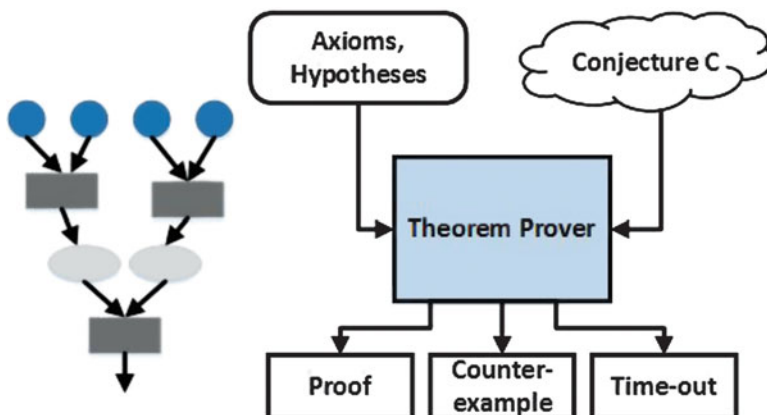 Axioms,
Hypotheses
Conjecture C
Theorem Prover
Proof
Counter-
example
Time-out